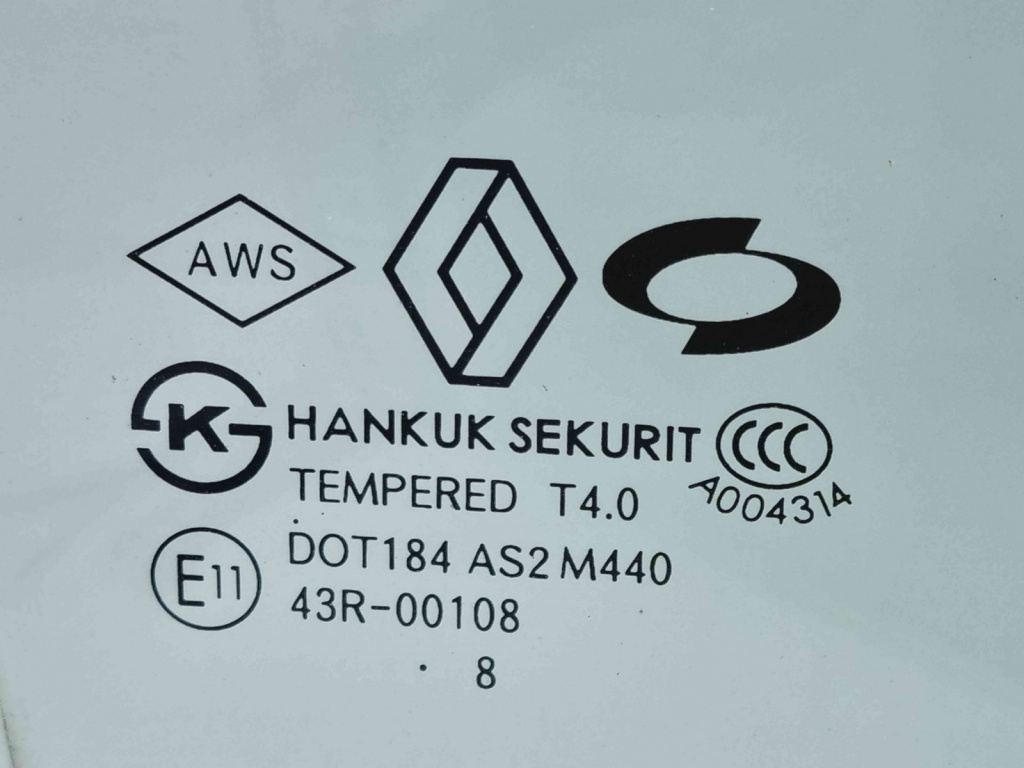 AWS
K
HANKUK SEKURIT
CCC
TEMPERED T4.0
A004314
DOT184 AS2 M440
E11
43R-00108
. 8